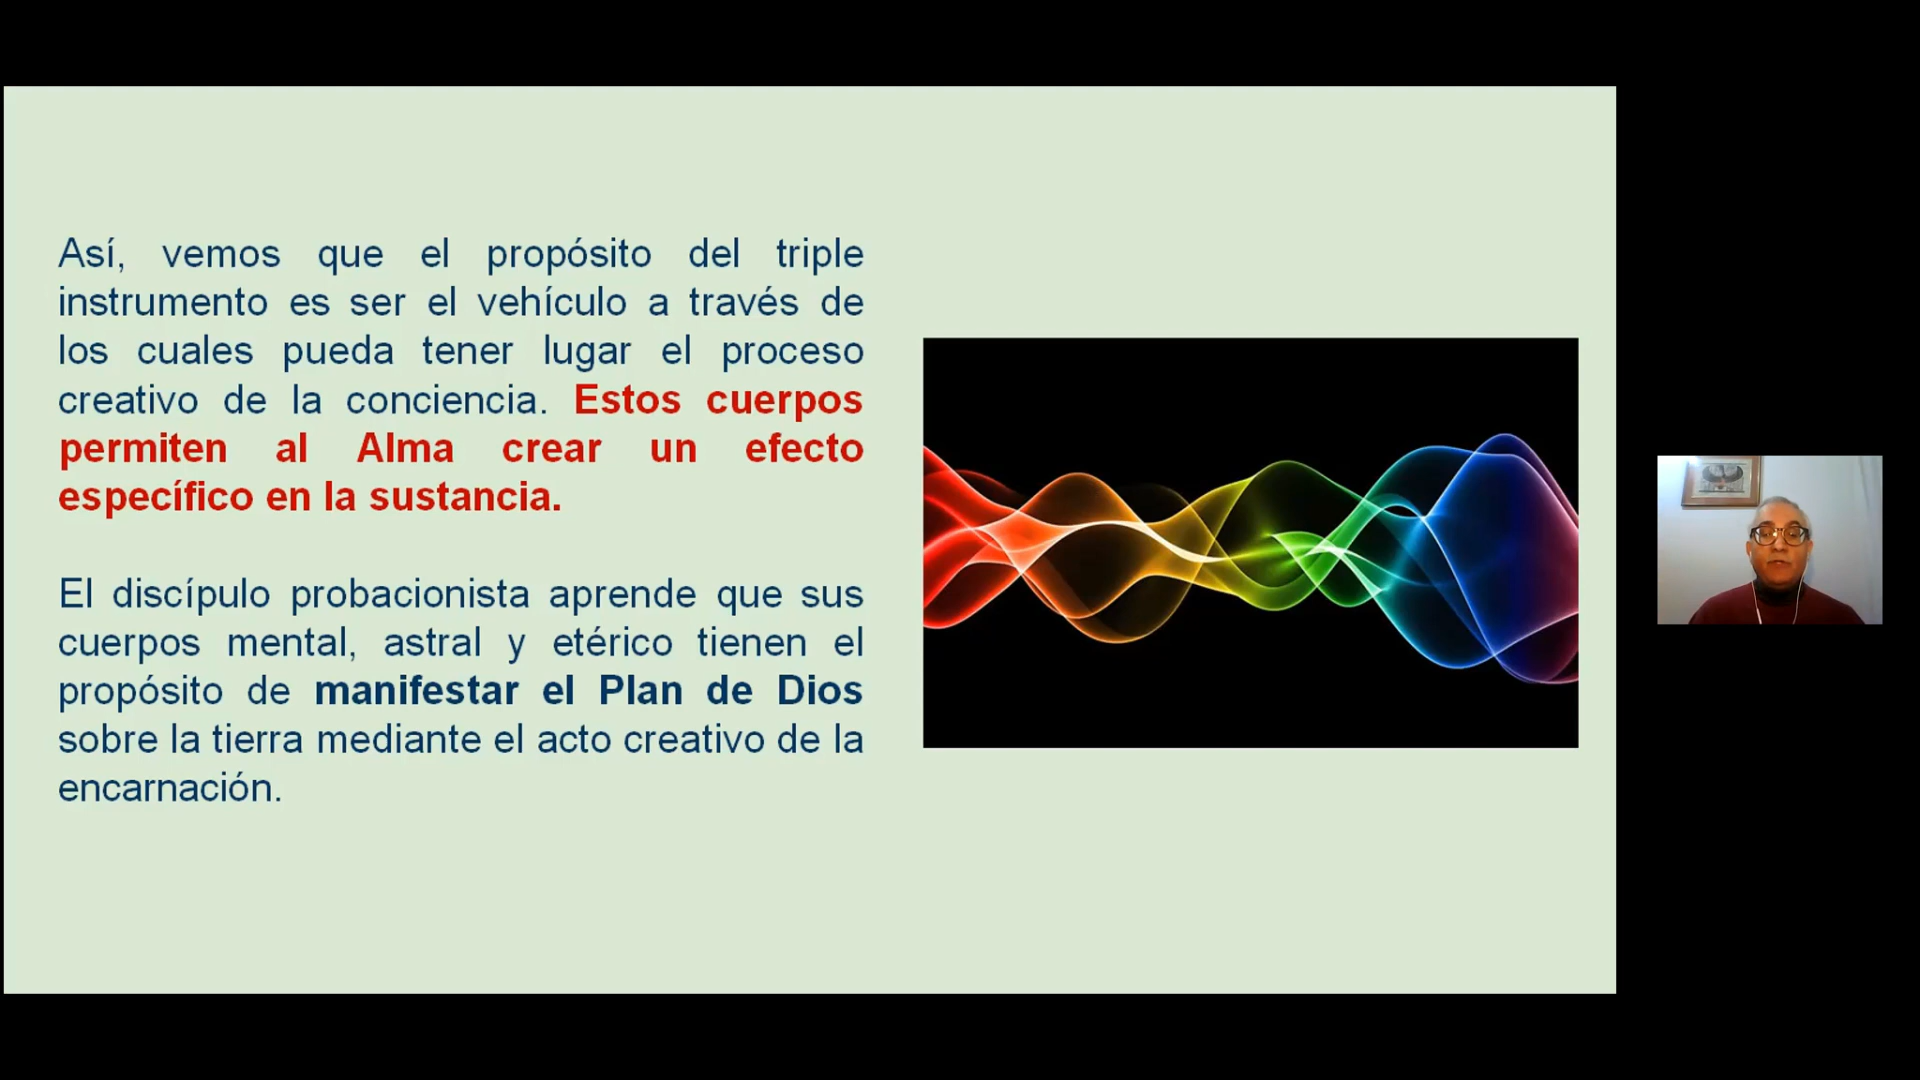 Así, vemos que el propósito del triple
instrumento es ser el vehículo a través de
los cuales pueda tener lugar el proceso
creativo de la conciencia. Estos cuerpos
permiten al Alma crear un efecto
específico en la sustancia.
El discípulo probacionista aprende que sus
cuerpos mental, astral y etérico tienen el
propósito de manifestar el Plan de Dios
sobre la tierra mediante el acto creativo de la
encarnación.